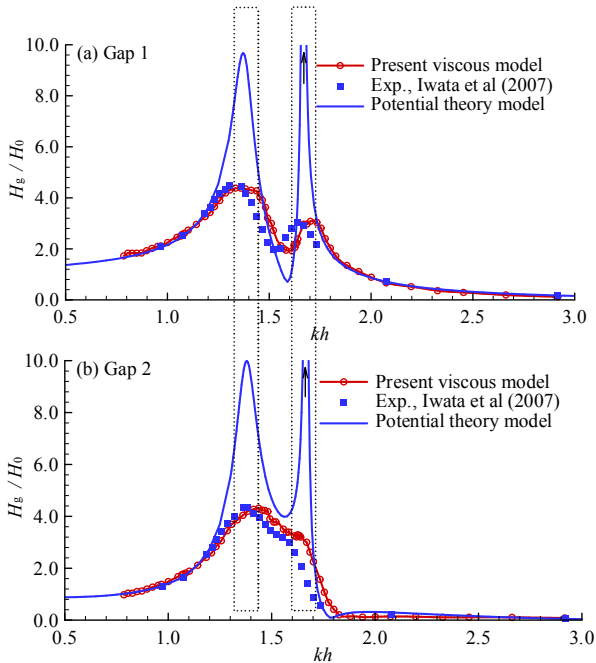 (a) Gap 1
Present viscous model
Exp., Iwata et al (2007)
Potential theory model
H_g / H_0
10.0
8.0
6.0
4.0
2.0
0.0
0.5 1.0 1.5 2.0 2.5 3.0
kh
(b) Gap 2
Present viscous model
Exp., Iwata et al (2007)
Potential theory model
H_g / H_0
10.0
8.0
6.0
4.0
2.0
0.0
0.5 1.0 1.5 2.0 2.5 3.0
kh